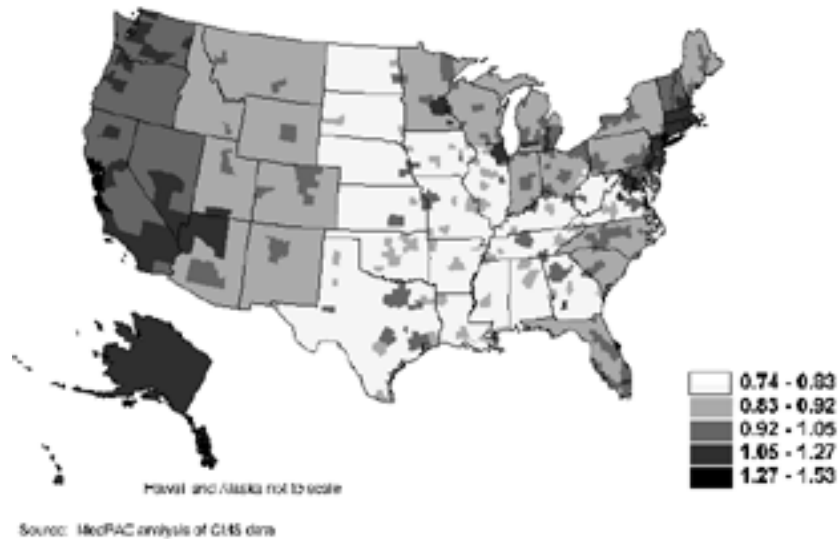 0.74 - 0.83
0.83 - 0.92
0.92 - 1.05
1.05 - 1.27
1.27 - 1.53
Hawaii and Alaska not to scale
Source: MedPAC analysis of CMS data